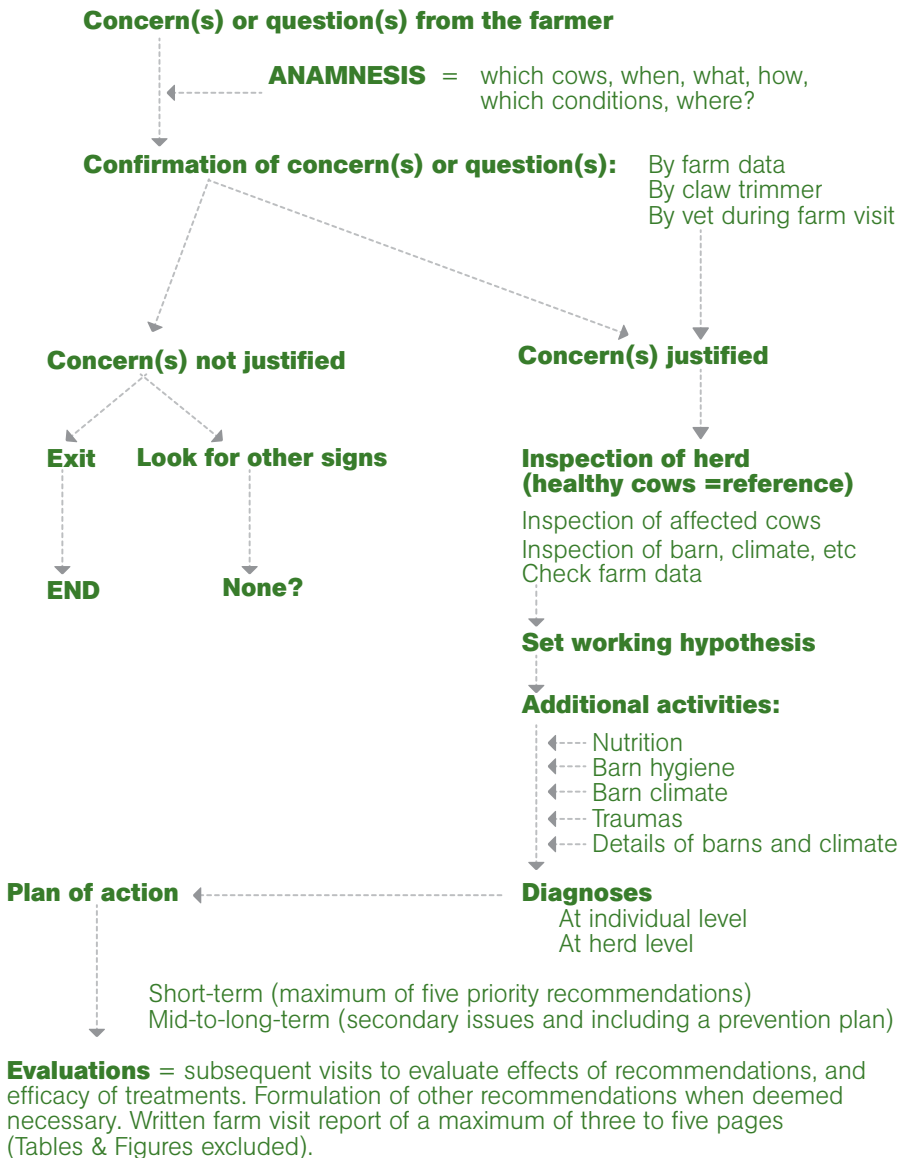 Concern(s) or question(s) from the farmer
ANAMNESIS = which cows, when, what, how,
which conditions, where?
Confirmation of concern(s) or question(s): By farm data
By claw trimmer
By vet during farm visit
Concern(s) not justified
Concern(s) justified
Exit
Look for other signs
END
None?
Inspection of herd
(healthy cows =reference)
Inspection of affected cows
Inspection of barn, climate, etc
Check farm data
Set working hypothesis
Additional activities:
Nutrition
Barn hygiene
Barn climate
Traumas
Details of barns and climate
Diagnoses
At individual level
At herd level
Plan of action
Short-term (maximum of five priority recommendations)
Mid-to-long-term (secondary issues and including a prevention plan)
Evaluations = subsequent visits to evaluate effects of recommendations, and
efficacy of treatments. Formulation of other recommendations when deemed
necessary. Written farm visit report of a maximum of three to five pages
(Tables & Figures excluded).